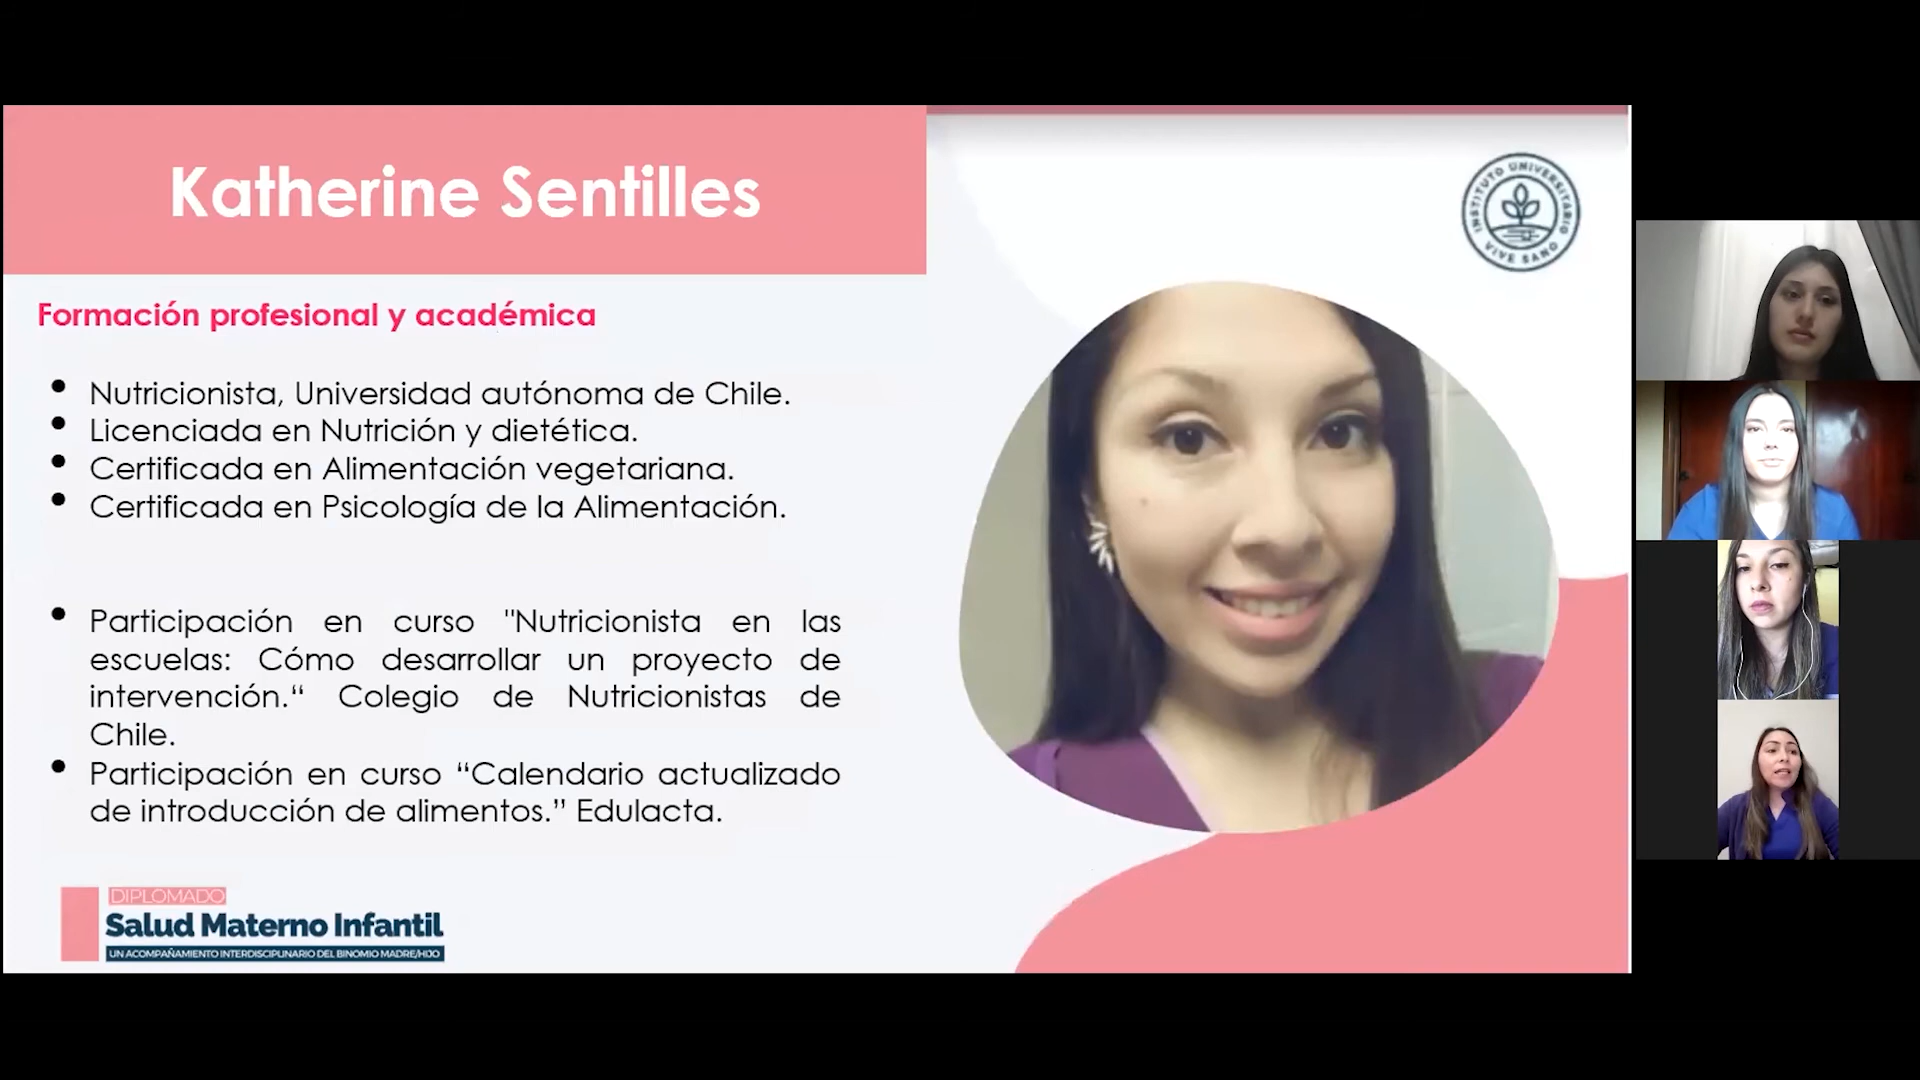 Katherine Sentilles
INSTITUTO UNIVERSITARIO
VIVE SANO
Formación profesional y académica
• Nutricionista, Universidad autónoma de Chile.
• Licenciada en Nutrición y dietética.
• Certificada en Alimentación vegetariana.
• Certificada en Psicología de la Alimentación.
• Participación en curso "Nutricionista en las
escuelas: Cómo desarrollar un proyecto de
intervención.“ Colegio de Nutricionistas de
Chile.
• Participación en curso “Calendario actualizado
de introducción de alimentos.” Edulacta.
DIPLOMADO
Salud Materno Infantil
UN ACOMPAÑAMIENTO INTERDISCIPLINARIO DEL BINOMIO MADRE/HIJO